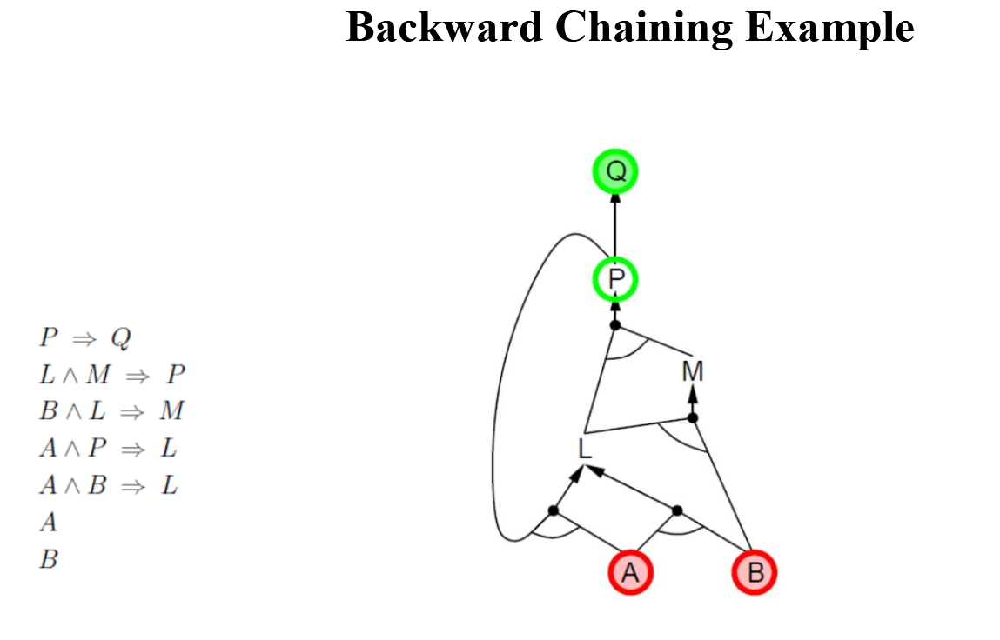 Backward Chaining Example
P ⇒ Q
L ∧ M ⇒ P
B ∧ L ⇒ M
A ∧ P ⇒ L
A ∧ B ⇒ L
A
B
Q
P
M
L
A
B